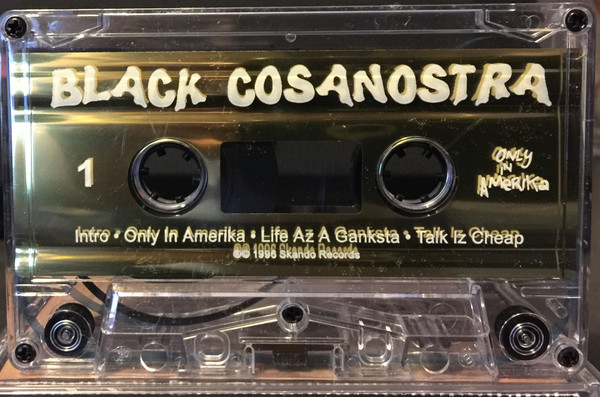 BLACK COSANOSTRA
1
ONLY
IN
AMERIKA
Intro • Only In Amerika • Life Az A Ganksta • Talk Iz Cheap
℗© 1996 Skando Records